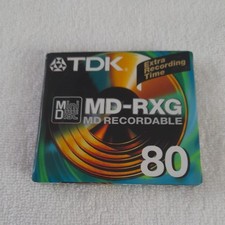 TDK
Extra
Recording
Time
Mini
Disc
MD-RXG
MD RECORDABLE
80